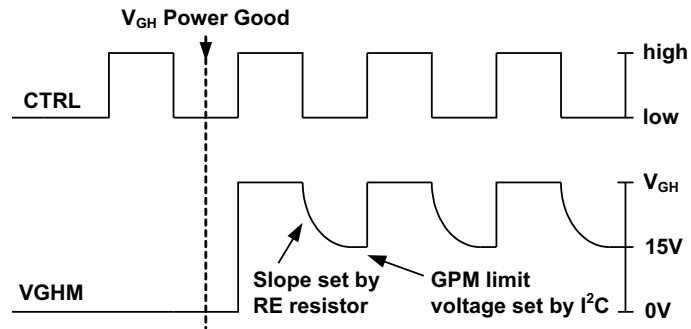 V_GH Power Good
high
CTRL
low
V_GH
15V
Slope set by
RE resistor
GPM limit
voltage set by I²C
VGHM
0V